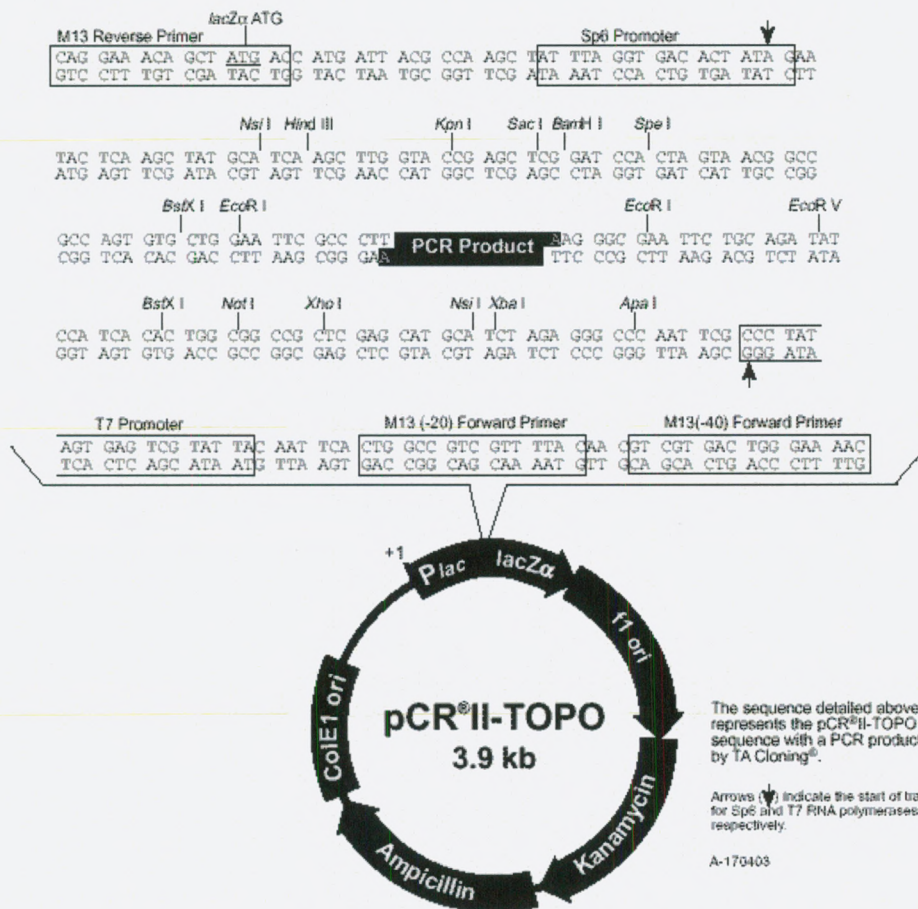 lacZα ATG
M13 Reverse Primer
Sp6 Promoter
CAG GAA ACA GCT ATG ACC ATG ATT ACG CCA AGC TAT TTA GGT GAC ACT ATA GAA
GTC CTT TGT CGA TAC TGG TAC TAA TGC GGT TCG ATA AAT CCA CTG TGA TAT CTT
Nsi I Hind III Kpn I Sac I BamH I Spe I
TAC TCA AGC TAT GCA TCA AGC TTG GTA CCG AGC TCG GAT CCA CTA GTA ACG GCC
ATG AGT TCG ATA CGT AGT TCG AAC CAT GGC TCG AGC CTA GGT GAT CAT TGC CGG
BstX I EcoR I EcoR I EcoR V
GCC AGT GTG CTG GAA TTC GCC CTT PCR Product AAG GGC GAA TTC TGC AGA TAT
CGG TCA CAC GAC CTT AAG CGG GAA TTC CCG CTT AAG ACG TCT ATA
BstX I Not I Xho I Nsi I Xba I Apa I
CCA TCA CAC TGG CGG CCG CTC GAG CAT GCA TCT AGA GGG CCC AAT TCG CCC TAT
GGT AGT GTG ACC GCC GGC GAG CTC GTA CGT AGA TCT CCC GGG TTA AGC GGG ATA
T7 Promoter M13 (-20) Forward Primer M13(-40) Forward Primer
AGT GAG TCG TAT TAC AAT TCA CTG GCC GTC GTT TTA CAA CGT CGT GAC TGG GAA AAC
TCA CTC AGC ATA ATG TTA AGT GAC CGG CAG CAA AAT GTT GCA GCA CTG ACC CTT TTG
+1
Plac lacZα
f1 ori
ColE1 ori
pCR®II-TOPO
3.9 kb
Kanamycin
Ampicillin
The sequence detailed above
represents the pCR®II-TOPO
sequence with a PCR product
by TA Cloning®.
Arrows ( ) indicate the start of tra
for Sp6 and T7 RNA polymerases
respectively.
A-176403